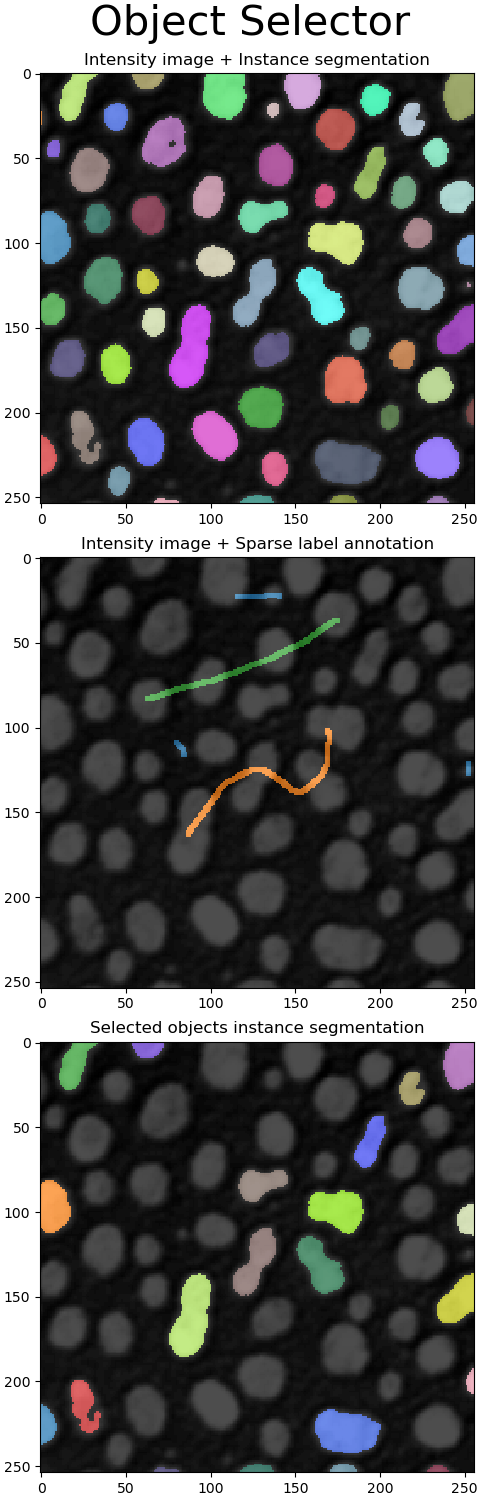 Object Selector
Intensity image + Instance segmentation
0
50
100
150
200
250
0 50 100 150 200 250
Intensity image + Sparse label annotation
0
50
100
150
200
250
0 50 100 150 200 250
Selected objects instance segmentation
0
50
100
150
200
250
0 50 100 150 200 250